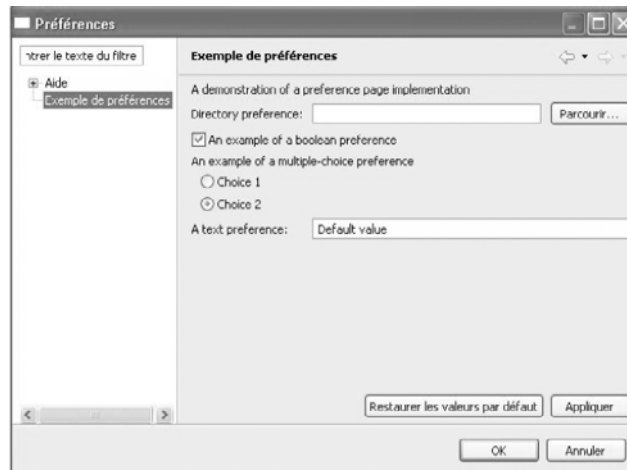 Préférences
ntrer le texte du filtre
Aide
Exemple de préférences
Exemple de préférences
A demonstration of a preference page implementation
Directory preference:
Parcourir...
An example of a boolean preference
An example of a multiple-choice preference
Choice 1
Choice 2
A text preference: Default value
Restaurer les valeurs par défaut
Appliquer
OK
Annuler